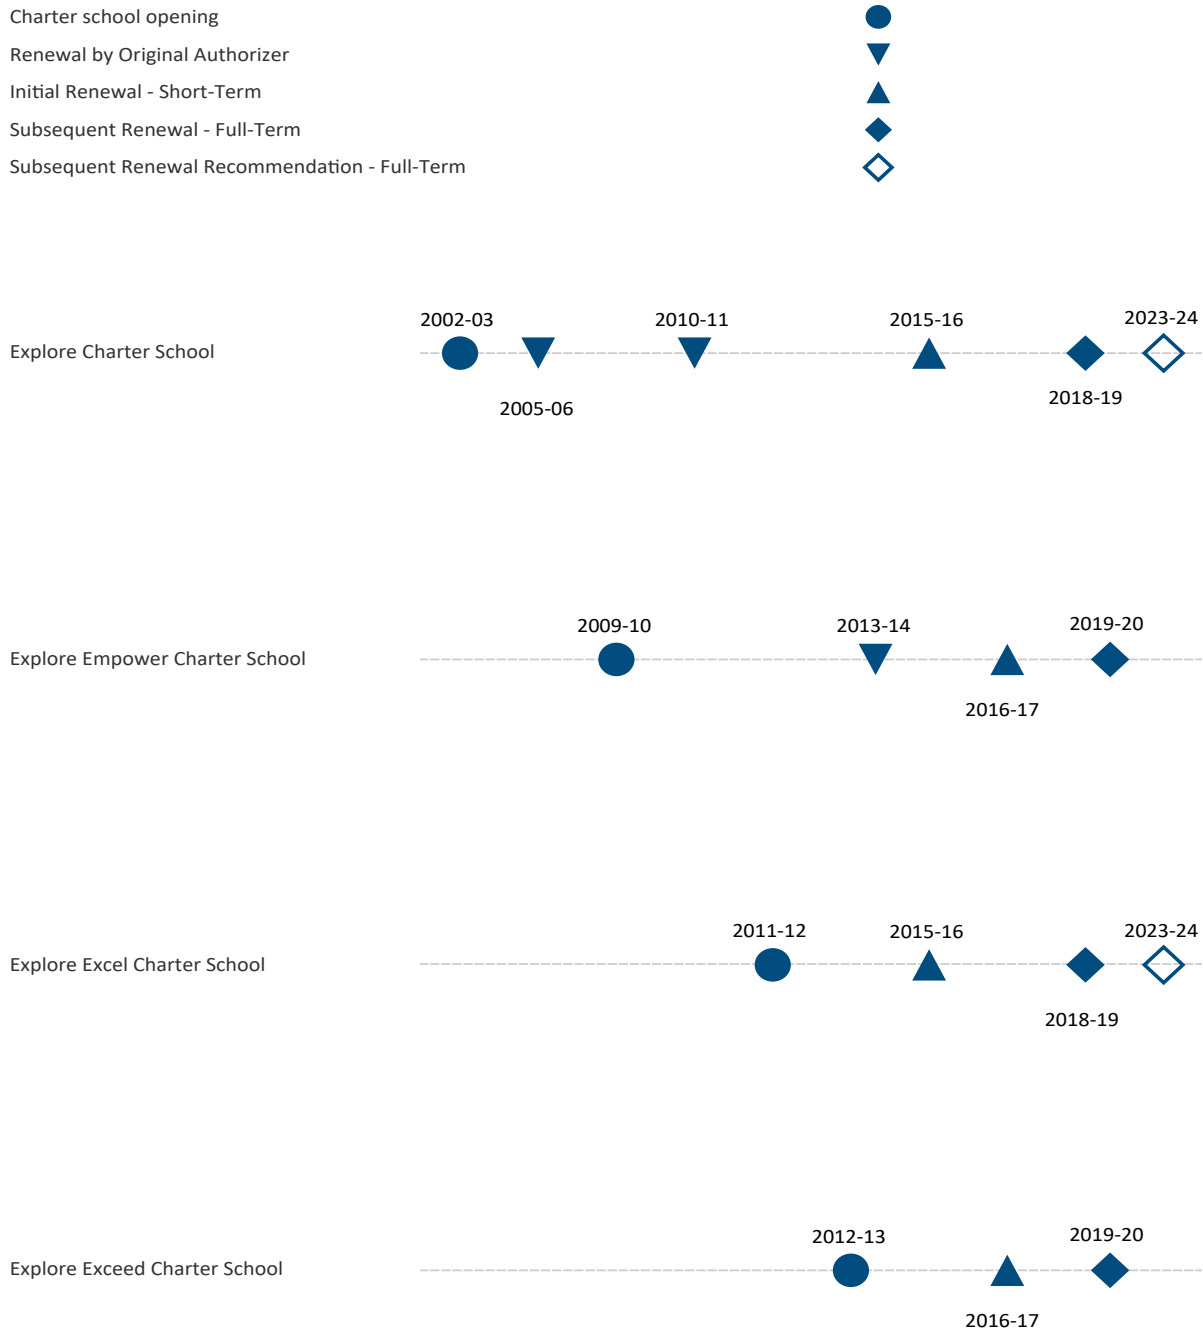 Charter school opening
Renewal by Original Authorizer
Initial Renewal - Short-Term
Subsequent Renewal - Full-Term
Subsequent Renewal Recommendation - Full-Term
2002-03 2010-11 2015-16 2023-24
Explore Charter School
2005-06 2018-19
2009-10 2013-14 2019-20
Explore Empower Charter School
2016-17
2011-12 2015-16 2023-24
Explore Excel Charter School
2018-19
2012-13 2019-20
Explore Exceed Charter School
2016-17